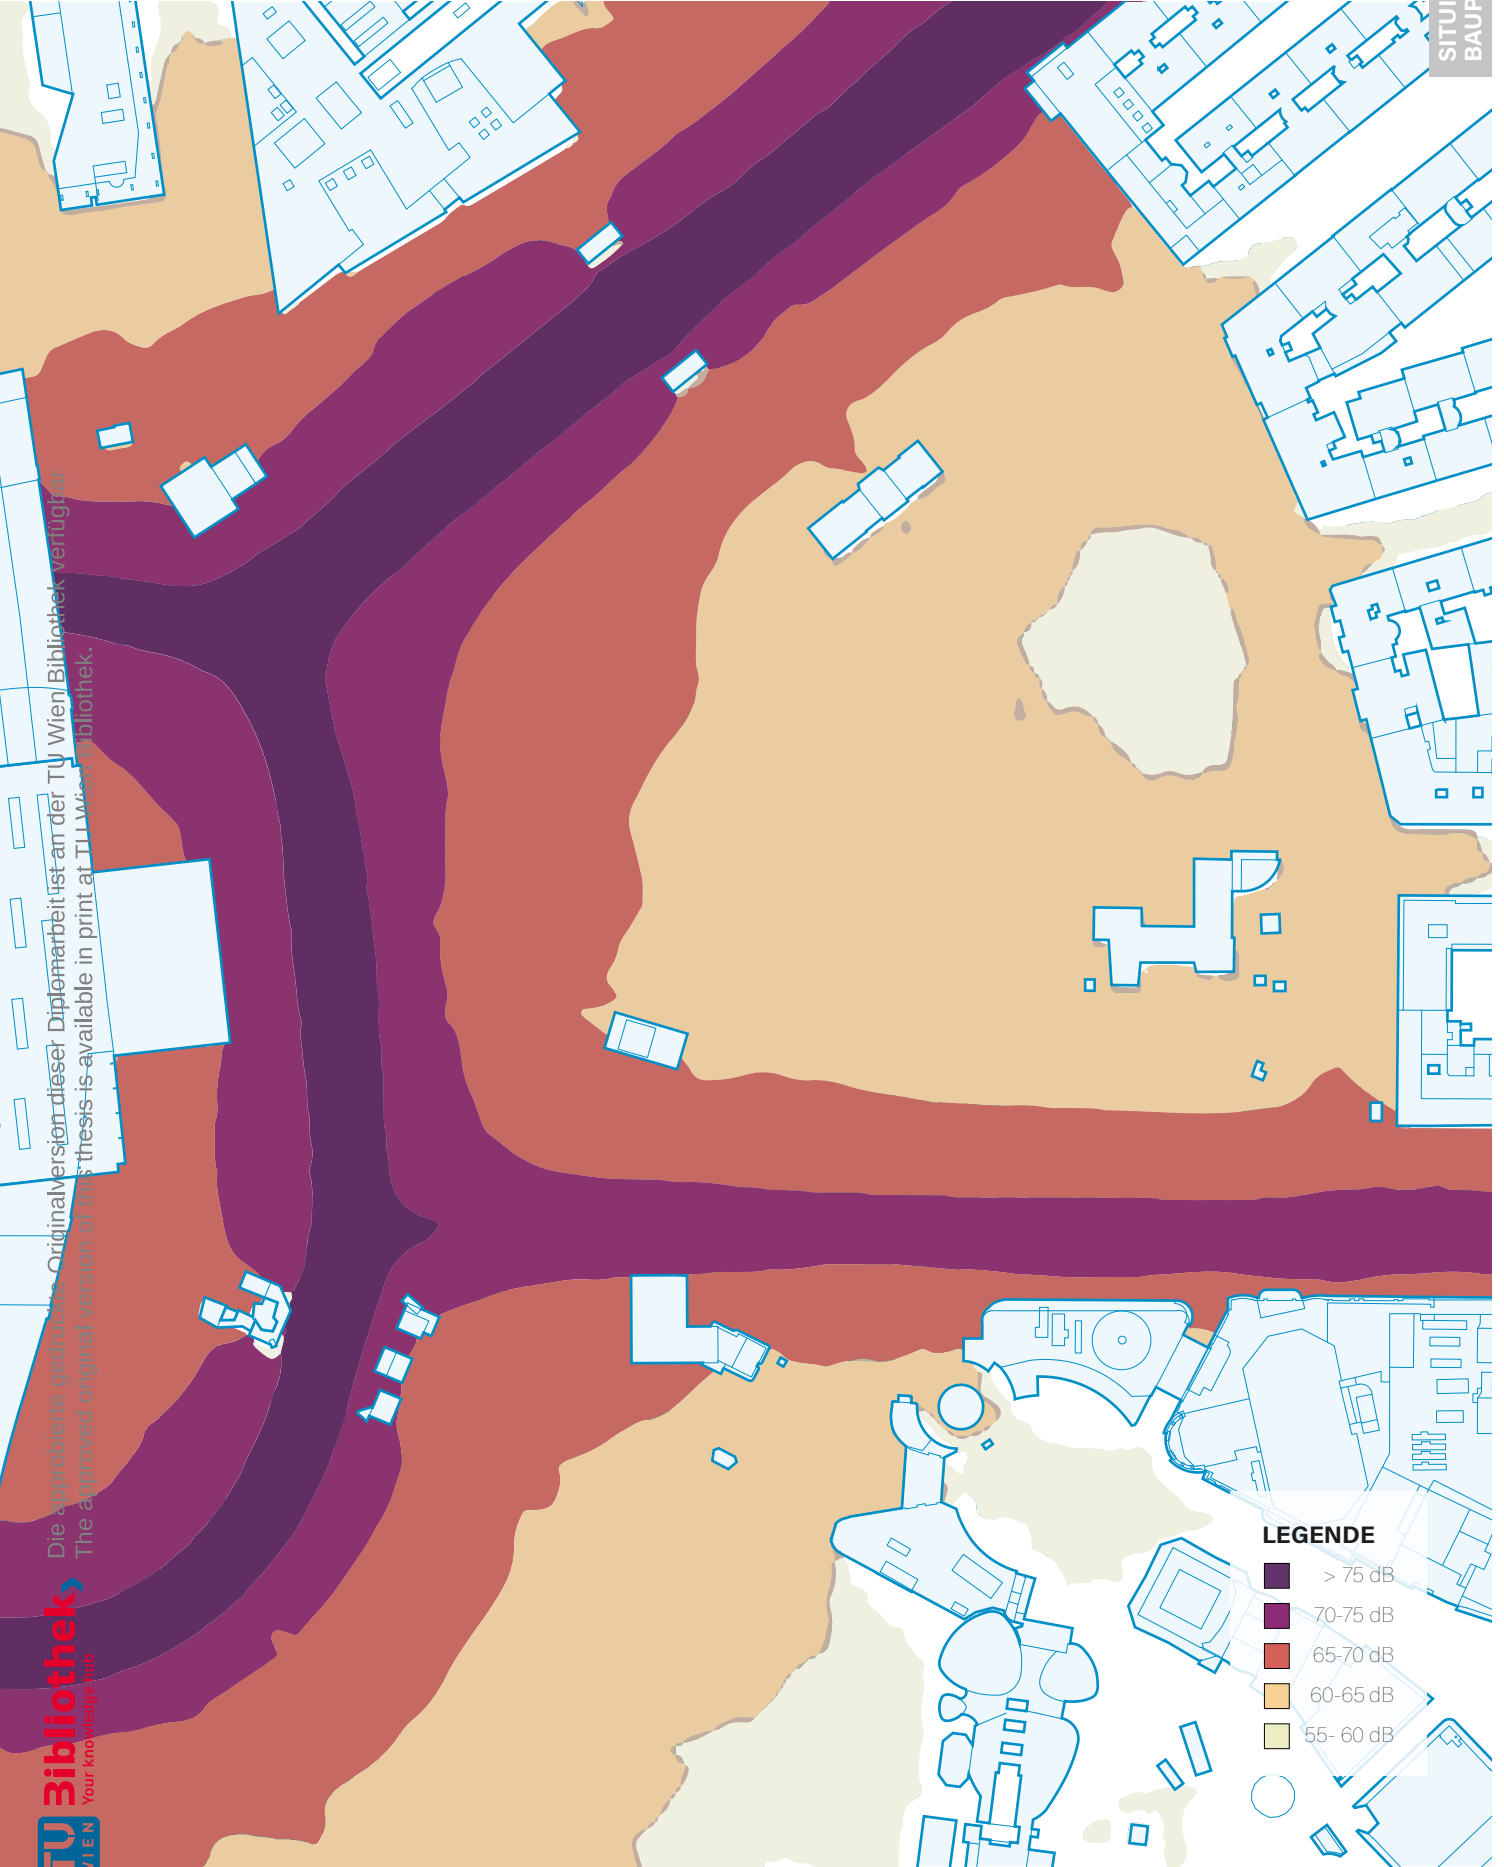 SITUI
BAUP
Die approbierte gedruckte Originalversion dieser Diplomarbeit ist an der TU Wien Bibliothek verfügbar
The approved original version of this thesis is available in print at TU Wien Bibliothek.
TU Bibliothek
WIEN Your knowledge hub
LEGENDE
> 75 dB
70-75 dB
65-70 dB
60-65 dB
55- 60 dB